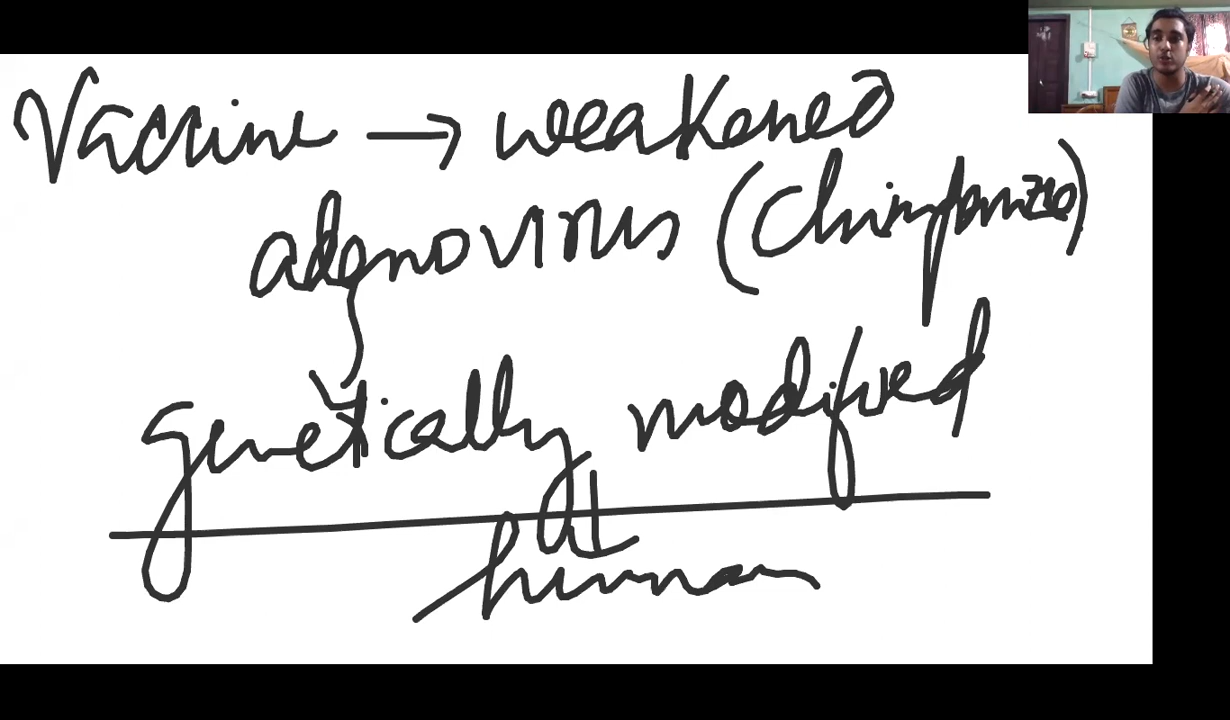 Vaccine → weakened
adenovirus (Chimpanzee)
genetically modified
human